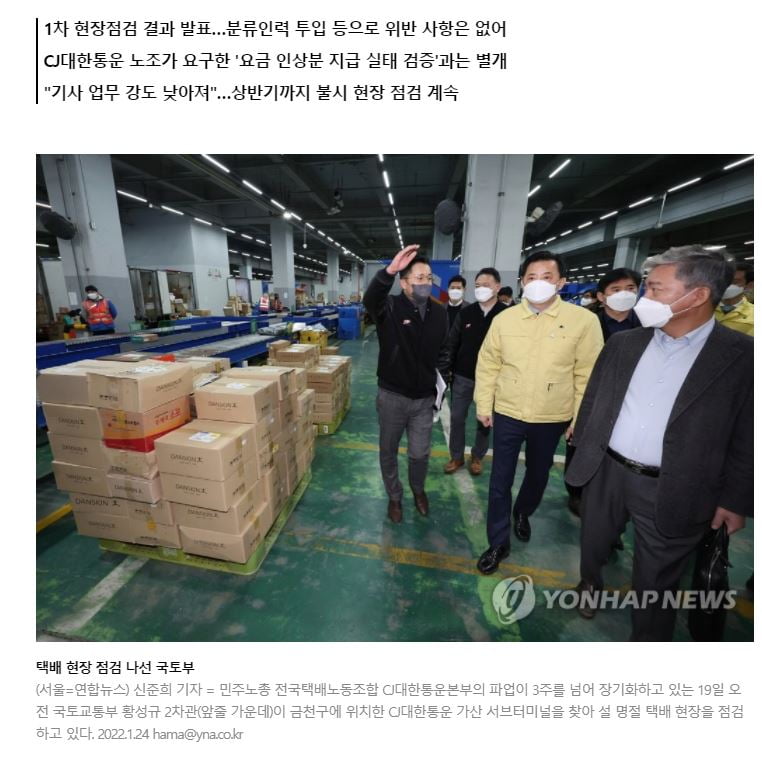 1차 현장점검 결과 발표…분류인력 투입 등으로 위반 사항은 없어
CJ대한통운 노조가 요구한 '요금 인상분 지급 실태 검증'과는 별개
"기사 업무 강도 낮아져"…상반기까지 불시 현장 점검 계속
DANSKIN
DANSKIN
DANSKIN
DANSKIN
YONHAP NEWS
택배 현장 점검 나선 국토부
(서울=연합뉴스) 신준희 기자 = 민주노총 전국택배노동조합 CJ대한통운본부의 파업이 3주를 넘어 장기화하고 있는 19일 오
전 국토교통부 황성규 2차관(앞줄 가운데)이 금천구에 위치한 CJ대한통운 가산 서브터미널을 찾아 설 명절 택배 현장을 점검
하고 있다. 2022.1.24 hama@yna.co.kr